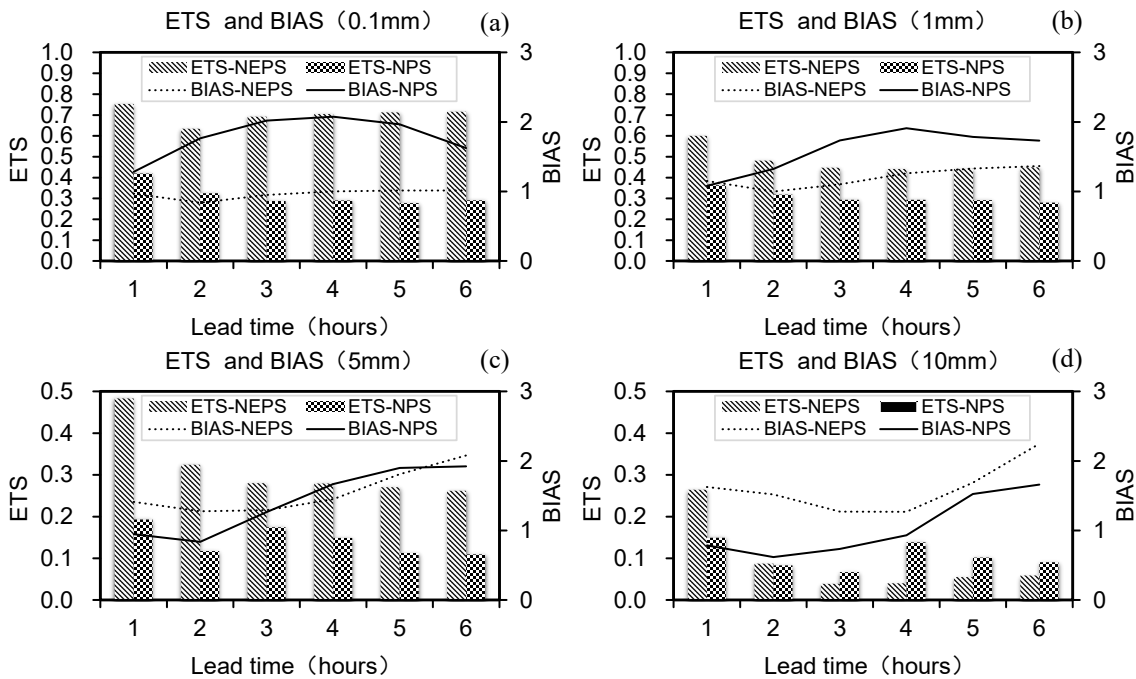 ETS and BIAS（0.1mm） (a)
1.0 0.9 0.8 0.7 0.6 0.5 0.4 0.3 0.2 0.1 0.0
ETS
ETS-NEPS ETS-NPS
BIAS-NEPS BIAS-NPS
3 2 1 0
BIAS
1 2 3 4 5 6
Lead time（hours）
ETS and BIAS（1mm） (b)
1.0 0.9 0.8 0.7 0.6 0.5 0.4 0.3 0.2 0.1 0.0
ETS
ETS-NEPS ETS-NPS
BIAS-NEPS BIAS-NPS
3 2 1 0
BIAS
1 2 3 4 5 6
Lead time（hours）
ETS and BIAS（5mm） (c)
0.5 0.4 0.3 0.2 0.1 0.0
ETS
ETS-NEPS ETS-NPS
BIAS-NEPS BIAS-NPS
3 2 1 0
BIAS
1 2 3 4 5 6
Lead time（hours）
ETS and BIAS（10mm） (d)
0.5 0.4 0.3 0.2 0.1 0.0
ETS
ETS-NEPS ETS-NPS
BIAS-NEPS BIAS-NPS
3 2 1 0
BIAS
1 2 3 4 5 6
Lead time（hours）